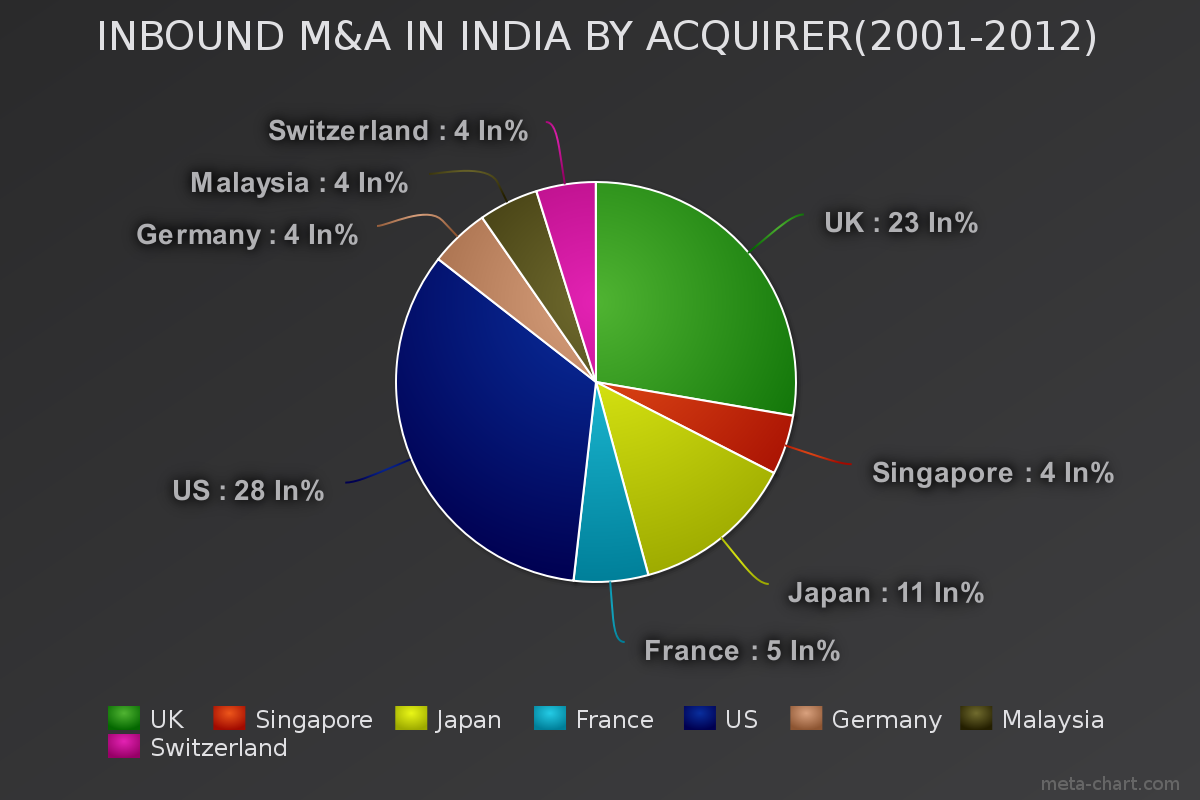 INBOUND M&A IN INDIA BY ACQUIRER(2001-2012)
Switzerland : 4 In%
Malaysia : 4 In%
UK : 23 In%
Germany : 4 In%
Singapore : 4 In%
US : 28 In%
Japan : 11 In%
France : 5 In%
UK Singapore Japan France US Germany Malaysia
Switzerland
meta-chart.com